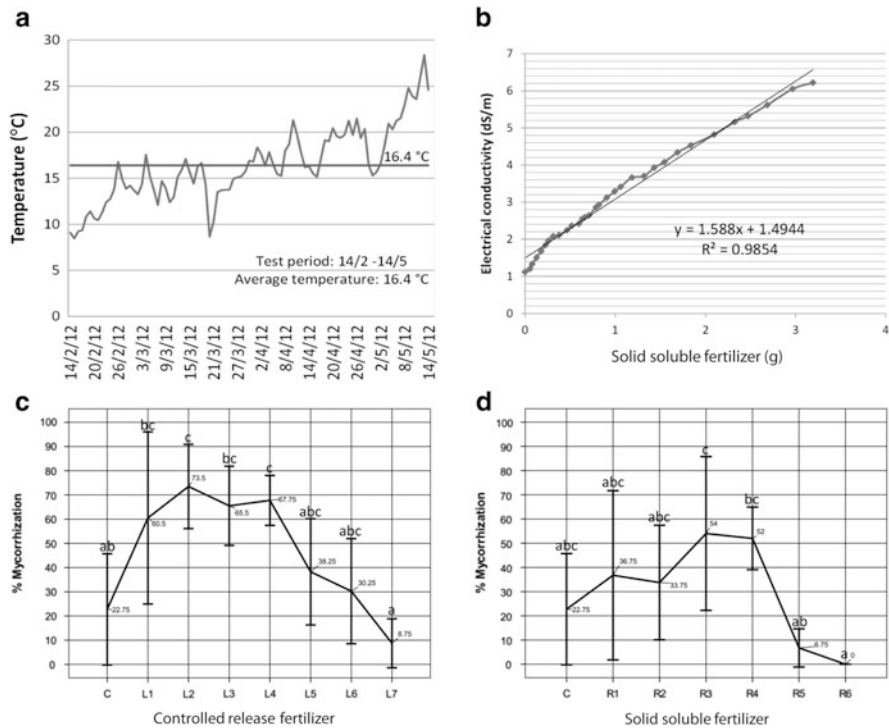 a
Temperature (°C)
30
25
20
15
10
5
0
16.4 °C
Test period: 14/2 -14/5
Average temperature: 16.4 °C
14/2/12
20/2/12
26/2/12
3/3/12
9/3/12
15/3/12
21/3/12
27/3/12
2/4/12
8/4/12
14/4/12
20/4/12
26/4/12
2/5/12
8/5/12
14/5/12
b
Electrical conductivity (dS/m)
7
6
5
4
3
2
1
0
y = 1.588x + 1.4944
R² = 0.9854
0
1
2
3
4
Solid soluble fertilizer (g)
c
% Mycorrhization
100
90
80
70
60
50
40
30
20
10
0
ab
bc
c
bc
c
abc
abc
a
22.75
60.5
73.5
65.5
67.75
38.25
30.25
8.75
C
L1
L2
L3
L4
L5
L6
L7
Controlled release fertilizer
d
% Mycorrhization
100
90
80
70
60
50
40
30
20
10
0
abc
abc
abc
c
bc
ab
a
22.75
36.75
33.75
54
52
6.75
0
C
R1
R2
R3
R4
R5
R6
Solid soluble fertilizer